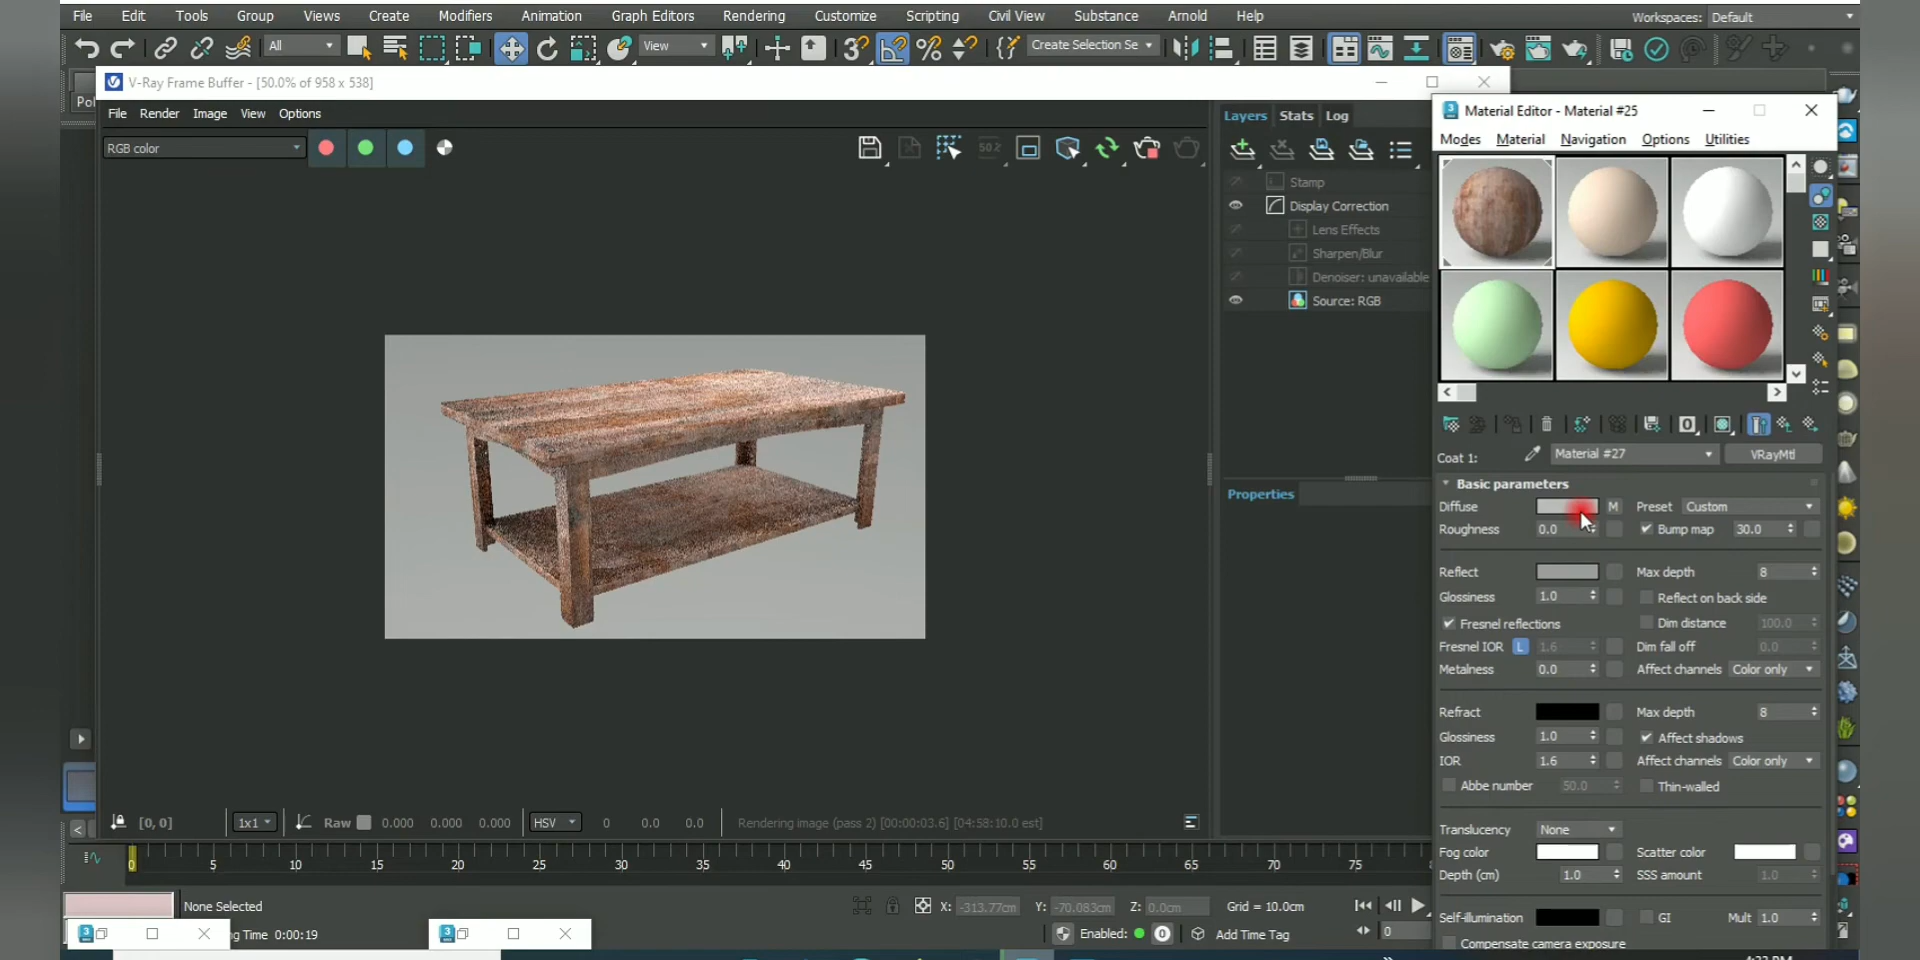 File Edit Tools Group Views Create Modifiers Animation Graph Editors Rendering Customize Scripting Civil View Substance Arnold Help Workspaces: Default
All View Create Selection Se
V-Ray Frame Buffer - [50.0% of 958 x 538]
Pol
File Render Image View Options
RGB color
Layers Stats Log
Stamp
Display Correction
Lens Effects
Sharpen/Blur
Denoiser: unavailable
Source: RGB
Properties
Material Editor - Material #25
Modes Material Navigation Options Utilities
Coat 1: Material #27 VRayMtl
Basic parameters
Diffuse M Preset Custom
Roughness 0.0 Bump map 30.0
Reflect Max depth 8
Glossiness 1.0 Reflect on back side
Fresnel reflections Dim distance 100.0
Fresnel IOR L 1.6 Dim fall off 0.0
Metalness 0.0 Affect channels Color only
Refract Max depth 8
Glossiness 1.0 Affect shadows
IOR 1.6 Affect channels Color only
Abbe number 50.0 Thin-walled
Translucency None
Fog color Scatter color
Depth (cm) 1.0 SSS amount 1.0
Self-illumination GI Mult 1.0
Compensate camera exposure
[0, 0] 1x1 Raw 0.000 0.000 0.000 HSV 0 0.0 0.0 Rendering image (pass 2) [00:00:03.6] [04:58:10.0 est]
0 5 10 15 20 25 30 35 40 45 50 55 60 65 70 75
None Selected X: -313.77cm Y: -70.083cm Z: 0.0cm Grid = 10.0cm
ng Time 0:00:19 Enabled: 0 Add Time Tag 0